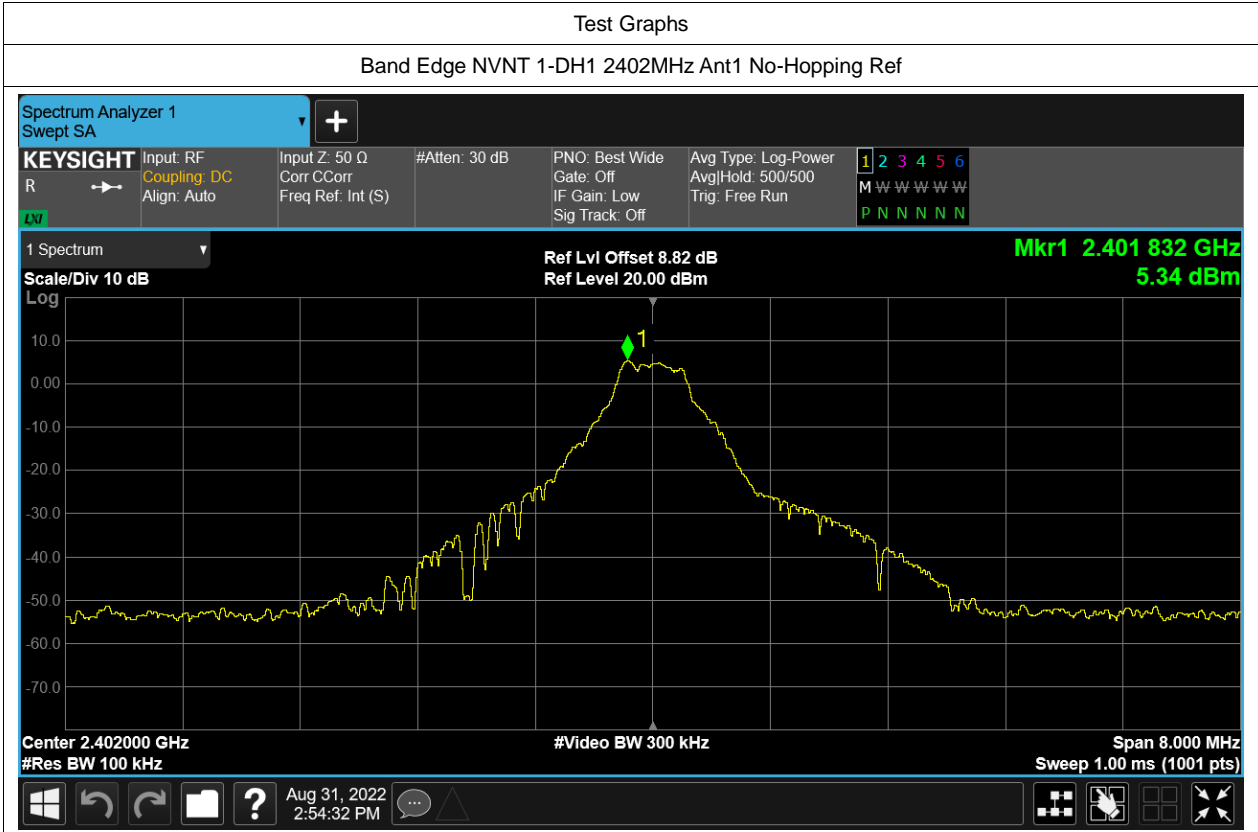 Test Graphs
Band Edge NVNT 1-DH1 2402MHz Ant1 No-Hopping Ref
Spectrum Analyzer 1
Swept SA
KEYSIGHT
R
LXI
Input: RF
Coupling: DC
Align: Auto
Input Z: 50 Ω
Corr CCorr
Freq Ref: Int (S)
#Atten: 30 dB
PNO: Best Wide
Gate: Off
IF Gain: Low
Sig Track: Off
Avg Type: Log-Power
Avg|Hold: 500/500
Trig: Free Run
1 2 3 4 5 6
M W W W W W
P N N N N N
1 Spectrum
Scale/Div 10 dB
Ref Lvl Offset 8.82 dB
Ref Level 20.00 dBm
Mkr1 2.401 832 GHz
5.34 dBm
Log
1
10.0
0.00
-10.0
-20.0
-30.0
-40.0
-50.0
-60.0
-70.0
Center 2.402000 GHz
#Res BW 100 kHz
#Video BW 300 kHz
Span 8.000 MHz
Sweep 1.00 ms (1001 pts)
?
Aug 31, 2022
2:54:32 PM